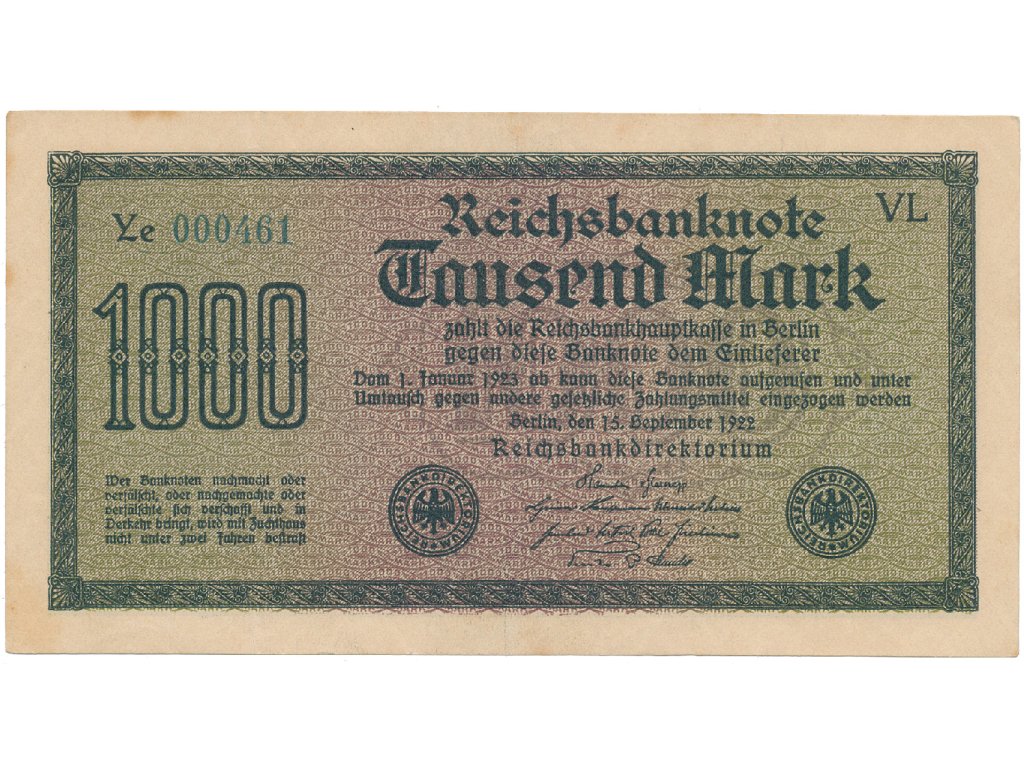 Ye 000461
VL
Reichsbanknote
Tausend Mark
1000
zahlt die Reichsbankhauptkasse in Berlin
gegen diese Banknote dem Einlieferer
Vom 1. Januar 1923 ab kann diese Banknote aufgerufen und unter
Umtausch gegen andere gesetzliche Zahlungsmittel eingezogen werden
Berlin, den 15. September 1922
Reichsbankdirektorium
Wer Banknoten nachmacht oder
verfälscht, oder nachgemachte oder
verfälschte sich verschafft und in
Verkehr bringt, wird mit Zuchthaus
nicht unter zwei Jahren bestraft
REICHSBANKDIREKTORIUM
REICHSBANKDIREKTORIUM